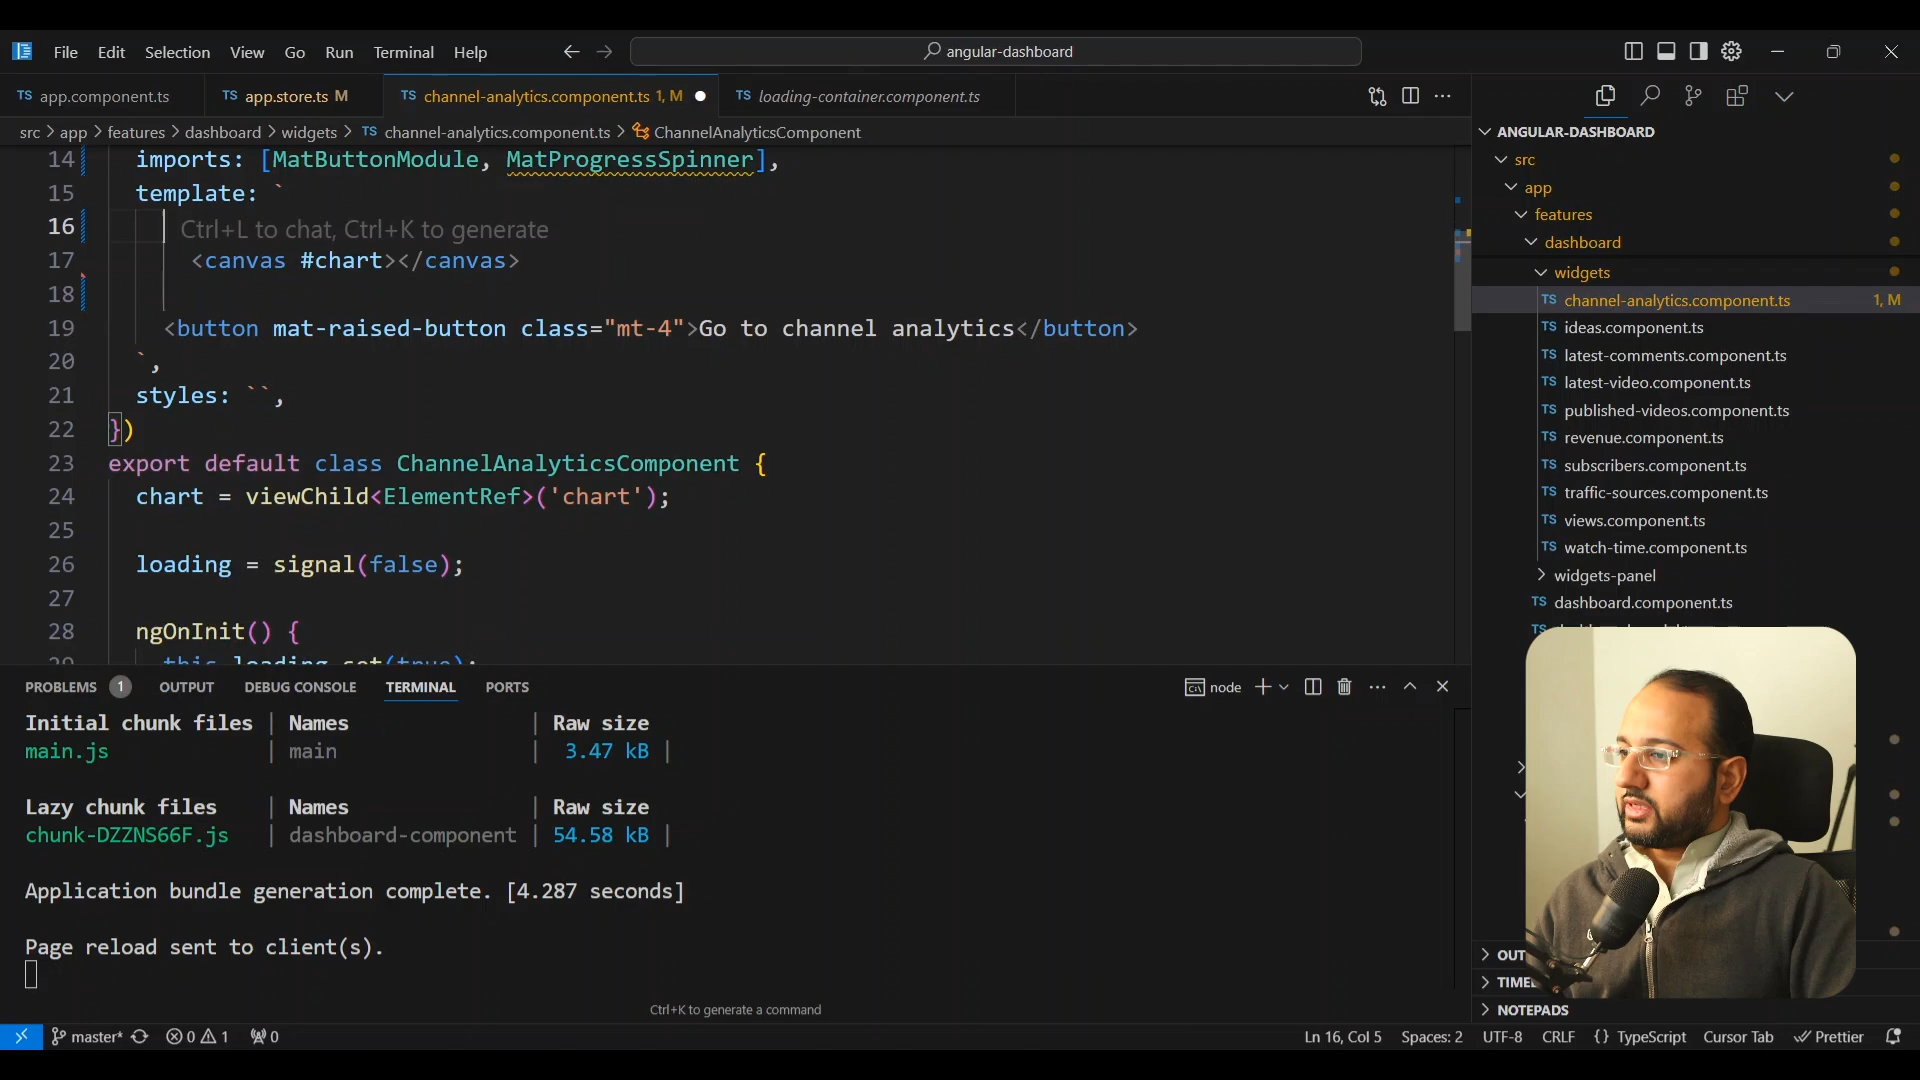 File Edit Selection View Go Run Terminal Help
angular-dashboard
TS app.component.ts
TS app.store.ts M
TS channel-analytics.component.ts 1, M
TS loading-container.component.ts
src > app > features > dashboard > widgets > TS channel-analytics.component.ts > ChannelAnalyticsComponent
14 imports: [MatButtonModule, MatProgressSpinner],
15 template: `
16 Ctrl+L to chat, Ctrl+K to generate
17 <canvas #chart></canvas>
18
19 <button mat-raised-button class="mt-4">Go to channel analytics</button>
20 `,
21 styles: ``,
22 })
23 export default class ChannelAnalyticsComponent {
24 chart = viewChild<ElementRef>('chart');
25
26 loading = signal(false);
27
28 ngOnInit() {
29 this.loading.set(true);
PROBLEMS 1 OUTPUT DEBUG CONSOLE TERMINAL PORTS
node
Initial chunk files | Names | Raw size
main.js | main | 3.47 kB |
Lazy chunk files | Names | Raw size
chunk-DZZNS66F.js | dashboard-component | 54.58 kB |
Application bundle generation complete. [4.287 seconds]
Page reload sent to client(s).
Ctrl+K to generate a command
ANGULAR-DASHBOARD
src
app
features
dashboard
widgets
TS channel-analytics.component.ts 1, M
TS ideas.component.ts
TS latest-comments.component.ts
TS latest-video.component.ts
TS published-videos.component.ts
TS revenue.component.ts
TS subscribers.component.ts
TS traffic-sources.component.ts
TS views.component.ts
TS watch-time.component.ts
widgets-panel
TS dashboard.component.ts
TS
OUT
TIME
NOTEPADS
master* 0 1 0
Ln 16, Col 5 Spaces: 2 UTF-8 CRLF {} TypeScript Cursor Tab Prettier